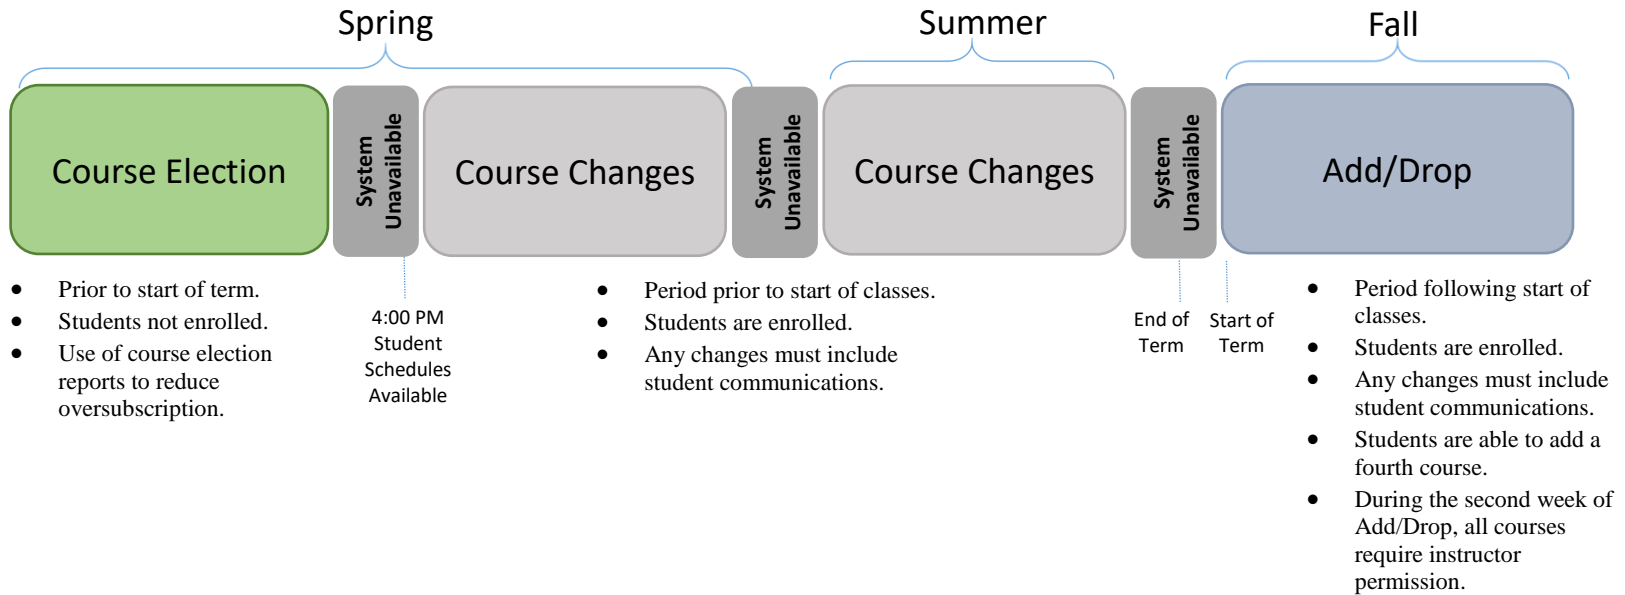 Spring
Summer
Fall
Course Election
System
Unavailable
Course Changes
System
Unavailable
Course Changes
System
Unavailable
Add/Drop
• Prior to start of term.
• Students not enrolled.
• Use of course election
reports to reduce
oversubscription.
4:00 PM
Student
Schedules
Available
• Period prior to start of classes.
• Students are enrolled.
• Any changes must include
student communications.
End of
Term
Start of
Term
• Period following start of
classes.
• Students are enrolled.
• Any changes must include
student communications.
• Students are able to add a
fourth course.
• During the second week of
Add/Drop, all courses
require instructor
permission.